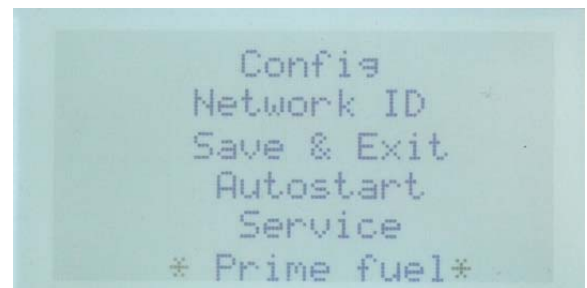 Config
Network ID
Save & Exit
Autostart
Service
* Prime fuel*